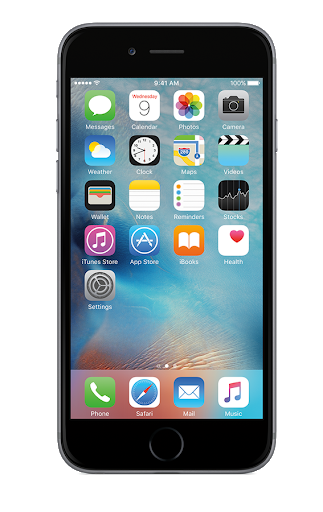 9:41 AM 100%
Wednesday
9
Messages Calendar Photos Camera
280
Weather Clock Maps Videos
Wallet Notes Reminders Stocks
iTunes Store App Store iBooks Health
Settings
Phone Safari Mail Music